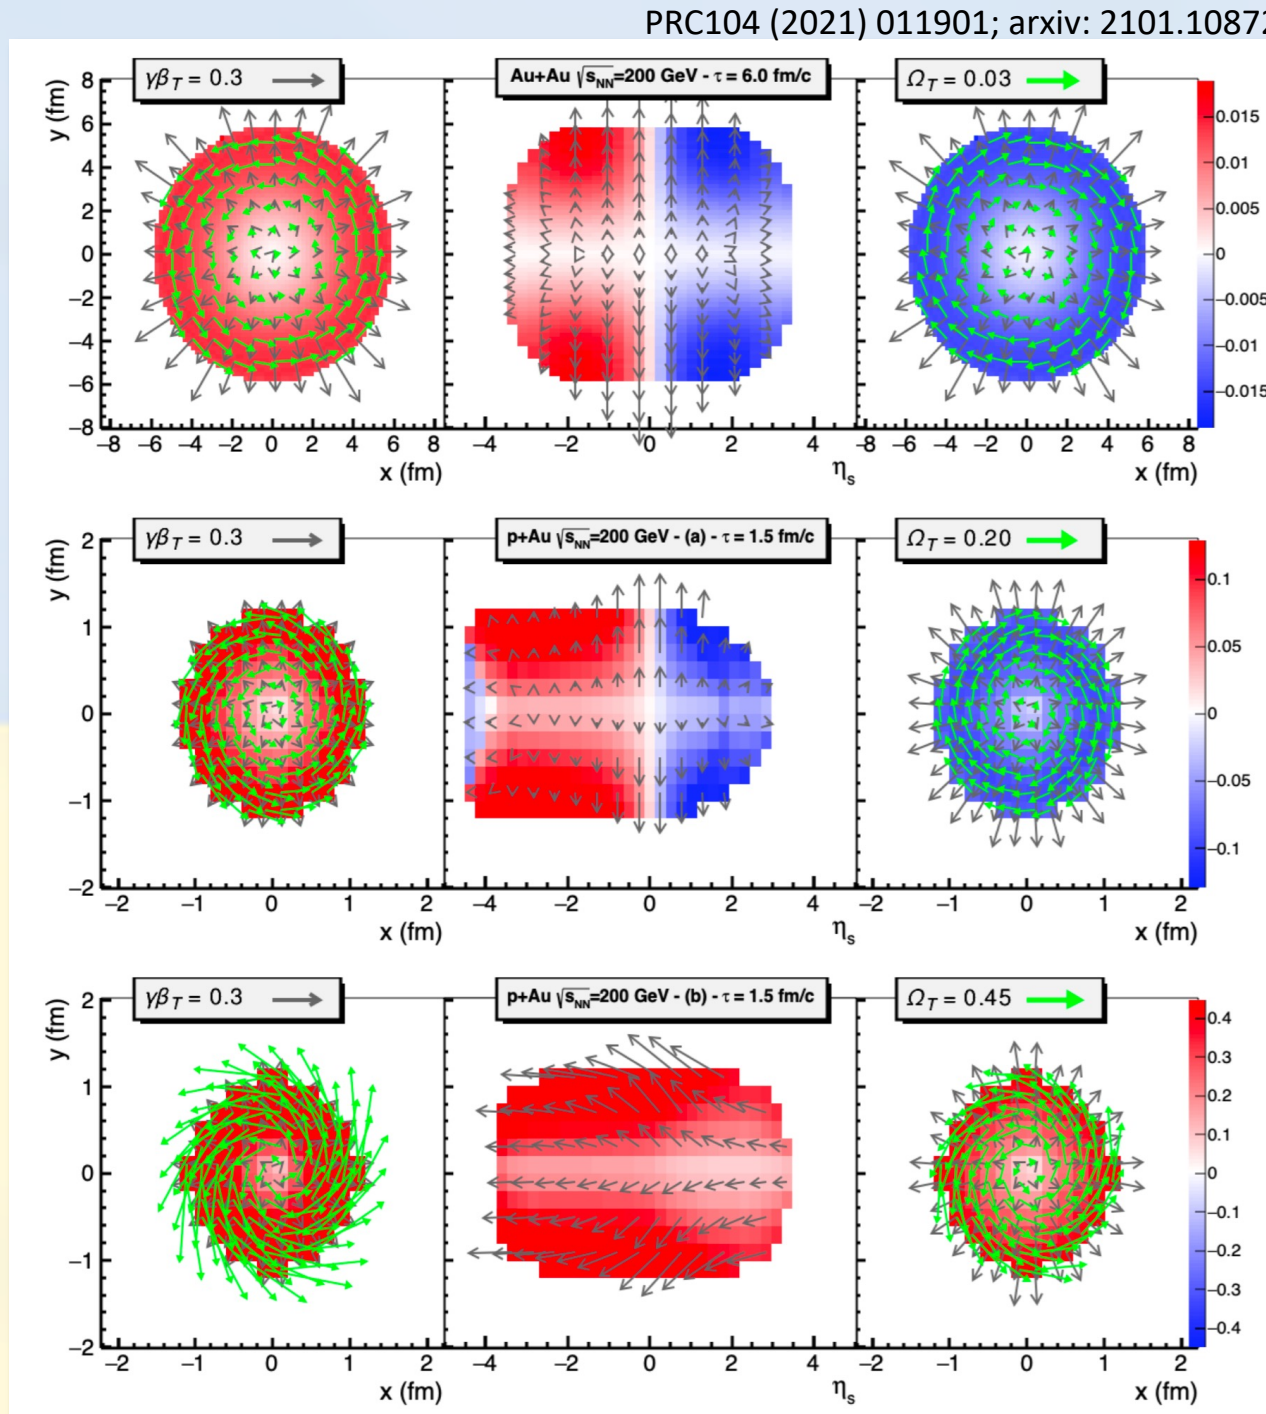 PRC104 (2021) 011901; arxiv: 2101.10872
γβ_T = 0.3
Au+Au √s_NN=200 GeV - τ = 6.0 fm/c
Ω_T = 0.03
y (fm)
8
6
4
2
0
−2
−4
−6
−8
0.015
0.01
0.005
0
−0.005
−0.01
−0.015
−8 −6 −4 −2 0 2 4 6 8
−4 −2 0 2 4
−8 −6 −4 −2 0 2 4 6 8
x (fm)
η_s
x (fm)
γβ_T = 0.3
p+Au √s_NN=200 GeV - (a) - τ = 1.5 fm/c
Ω_T = 0.20
y (fm)
2
1
0
−1
−2
0.1
0.05
0
−0.05
−0.1
−2 −1 0 1 2
−4 −2 0 2 4
−2 −1 0 1 2
x (fm)
η_s
x (fm)
γβ_T = 0.3
p+Au √s_NN=200 GeV - (b) - τ = 1.5 fm/c
Ω_T = 0.45
y (fm)
2
1
0
−1
−2
0.4
0.3
0.2
0.1
0
−0.1
−0.2
−0.3
−0.4
−2 −1 0 1 2
−4 −2 0 2 4
−2 −1 0 1 2
x (fm)
η_s
x (fm)